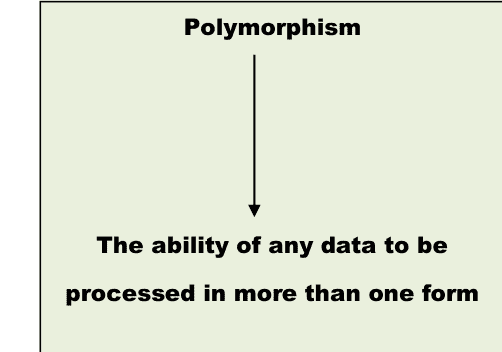 Polymorphism
The ability of any data to be
processed in more than one form